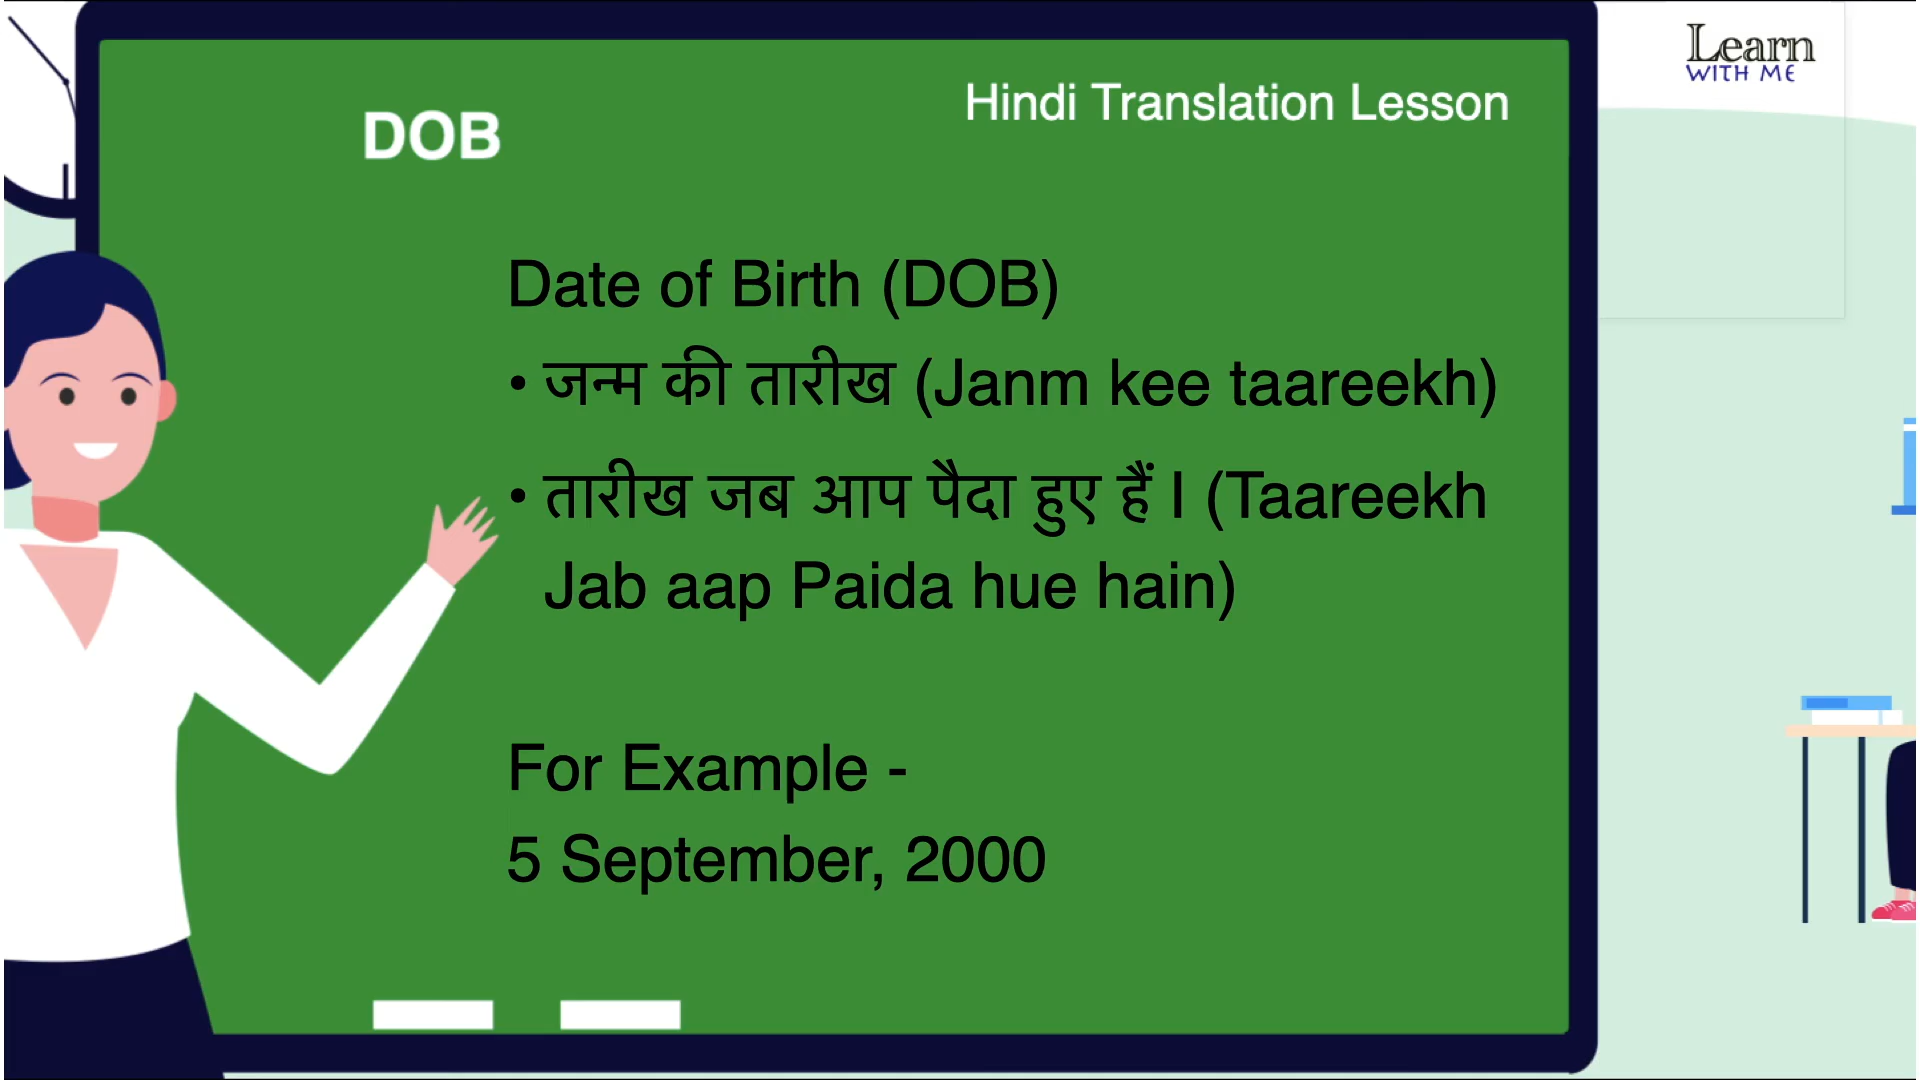 Learn
WITH ME
Hindi Translation Lesson
DOB
Date of Birth (DOB)
• जन्म की तारीख (Janm kee taareekh)
• तारीख जब आप पैदा हुए हैं I (Taareekh
Jab aap Paida hue hain)
For Example -
5 September, 2000